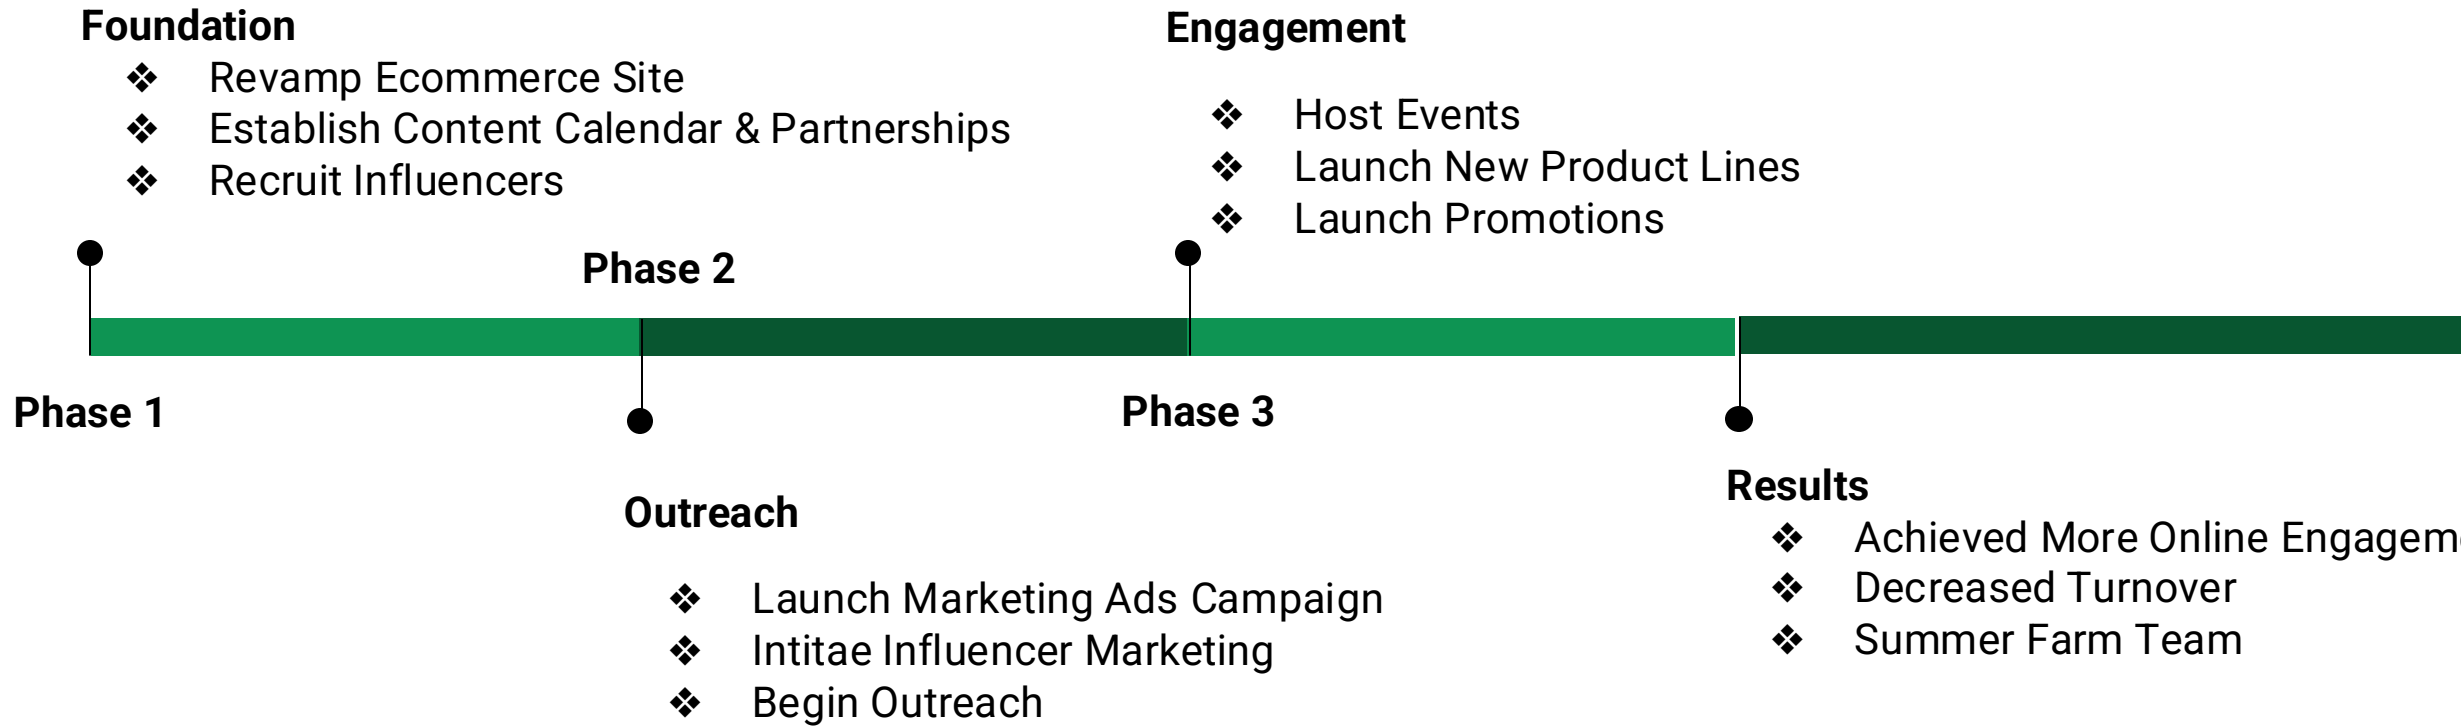 Foundation
❖ Revamp Ecommerce Site
❖ Establish Content Calendar & Partnerships
❖ Recruit Influencers
Phase 1
Phase 2
Outreach
❖ Launch Marketing Ads Campaign
❖ Intitae Influencer Marketing
❖ Begin Outreach
Engagement
❖ Host Events
❖ Launch New Product Lines
❖ Launch Promotions
Phase 3
Results
❖ Achieved More Online
❖ Decreased Turnover
❖ Summer Farm Team